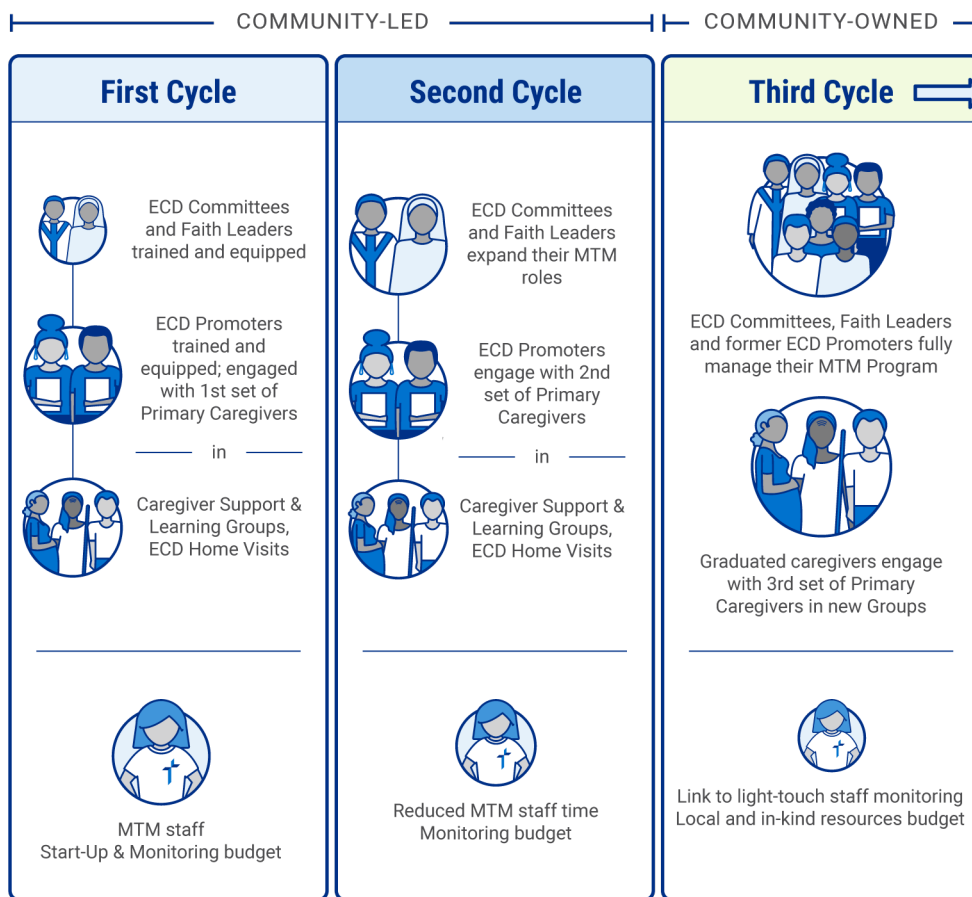 COMMUNITY-LED
COMMUNITY-OWNED
First Cycle
ECD Committees
and Faith Leaders
trained and equipped
ECD Promoters
trained and
equipped; engaged
with 1st set of
Primary Caregivers
in
Caregiver Support &
Learning Groups,
ECD Home Visits
MTM staff
Start-Up & Monitoring budget
Second Cycle
ECD Committees
and Faith Leaders
expand their MTM
roles
ECD Promoters
engage with 2nd
set of Primary
Caregivers
in
Caregiver Support &
Learning Groups,
ECD Home Visits
Reduced MTM staff time
Monitoring budget
Third Cycle
ECD Committees, Faith Leaders
and former ECD Promoters fully
manage their MTM Program
Graduated caregivers engage
with 3rd set of Primary
Caregivers in new Groups
Link to light-touch staff monitoring
Local and in-kind resources budget